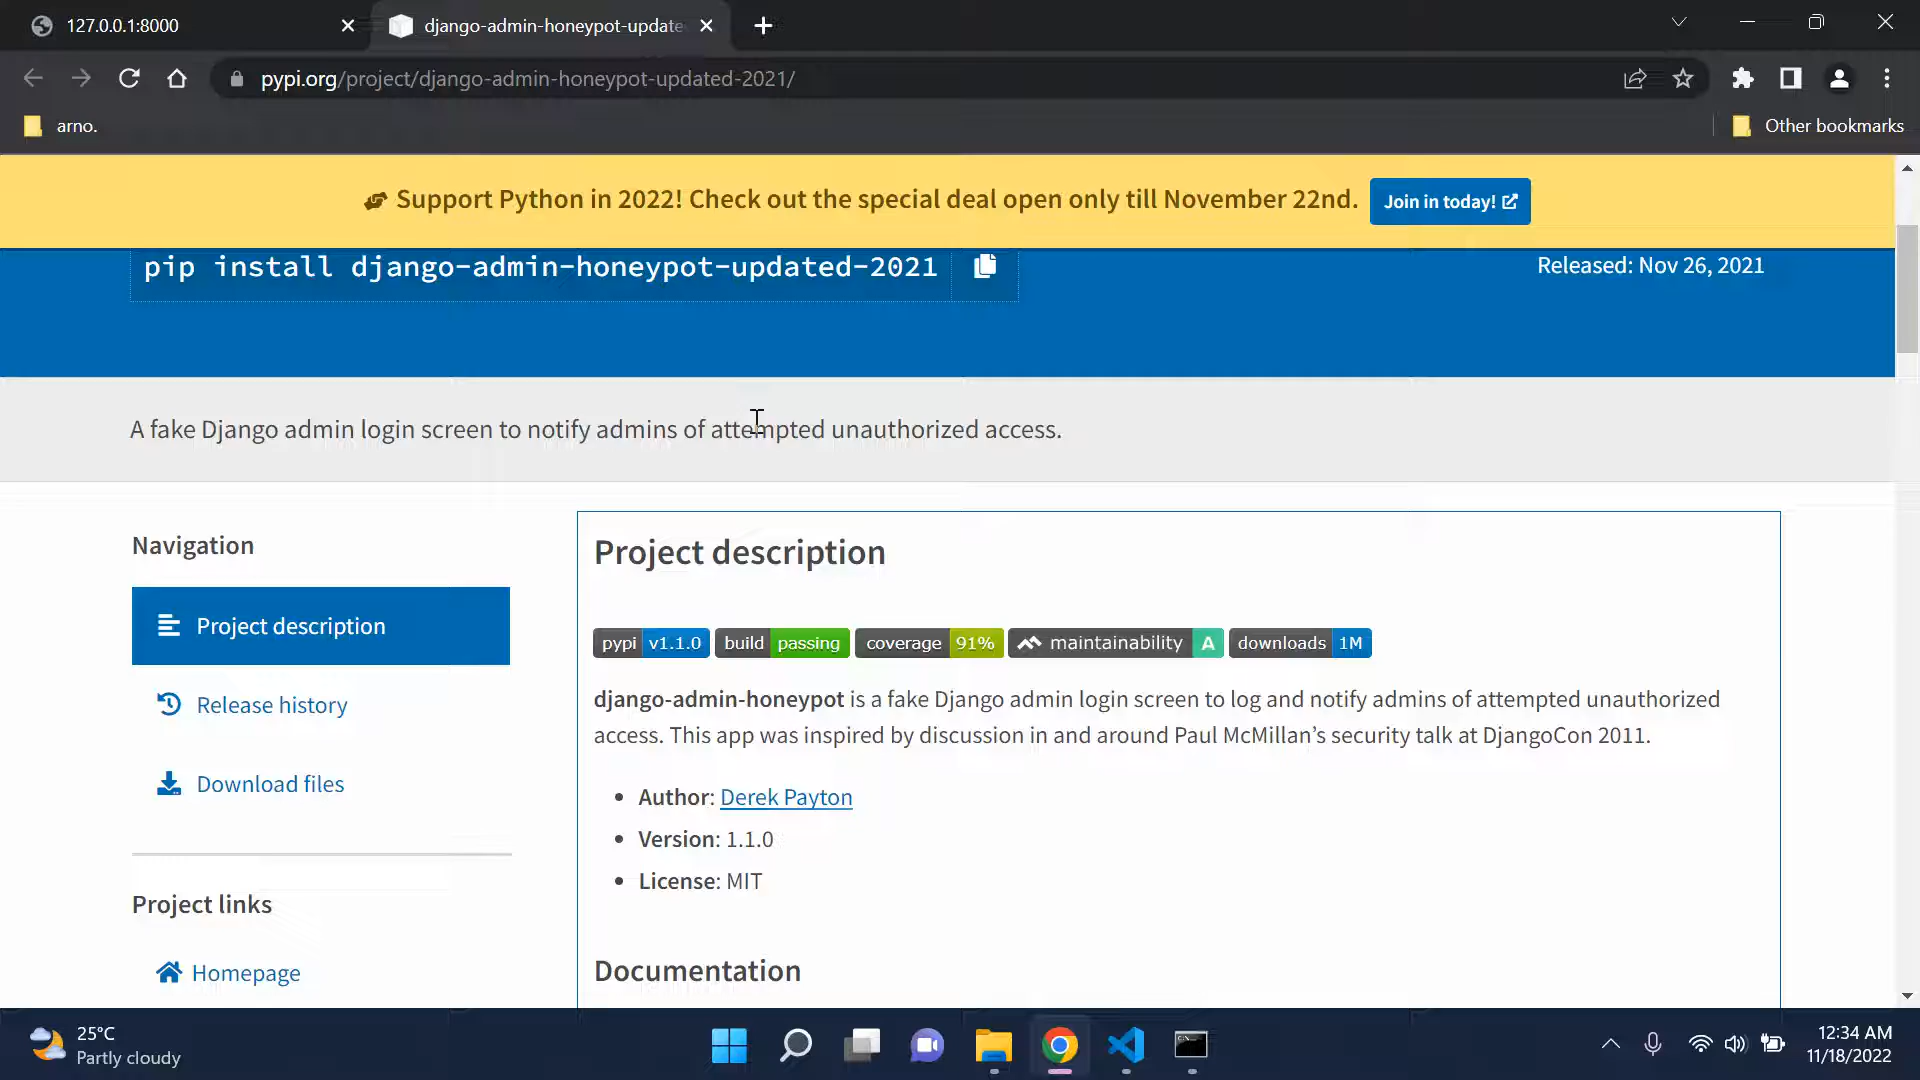 127.0.0.1:8000
django-admin-honeypot-update
pypi.org/project/django-admin-honeypot-updated-2021/
arno.
Other bookmarks
Support Python in 2022! Check out the special deal open only till November 22nd.
Join in today!
pip install django-admin-honeypot-updated-2021
Released: Nov 26, 2021
A fake Django admin login screen to notify admins of attempted unauthorized access.
Navigation
Project description
Release history
Download files
Project links
Homepage
Project description
pypi v1.1.0 build passing coverage 91% maintainability A downloads 1M
django-admin-honeypot is a fake Django admin login screen to log and notify admins of attempted unauthorized
access. This app was inspired by discussion in and around Paul McMillan’s security talk at DjangoCon 2011.
Author: Derek Payton
Version: 1.1.0
License: MIT
Documentation
25°C
Partly cloudy
12:34 AM
11/18/2022